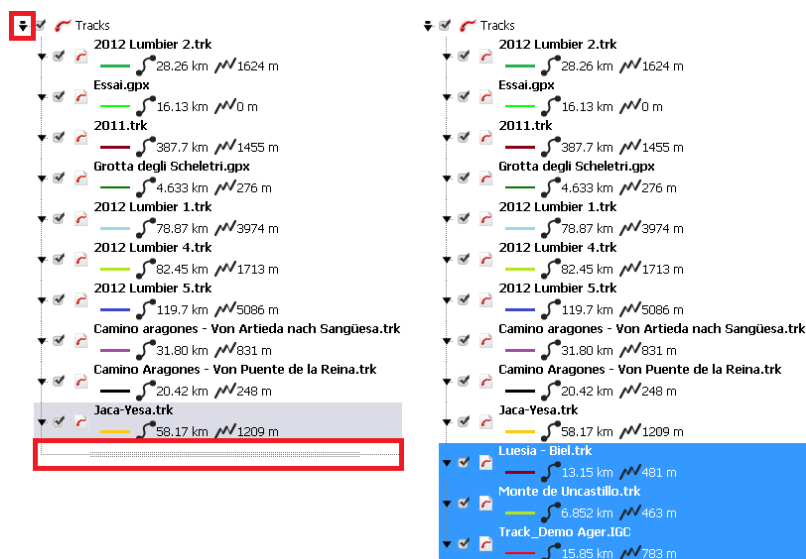 Tracks
2012 Lumbier 2.trk
28.26 km 1624 m
Essai.gpx
16.13 km 0 m
2011.trk
387.7 km 1455 m
Grotta degli Scheletri.gpx
4.633 km 276 m
2012 Lumbier 1.trk
78.87 km 3974 m
2012 Lumbier 4.trk
82.45 km 1713 m
2012 Lumbier 5.trk
119.7 km 5086 m
Camino aragones - Von Artieda nach Sangüesa.trk
31.80 km 831 m
Camino Aragones - Von Puente de la Reina.trk
20.42 km 248 m
Jaca-Yesa.trk
58.17 km 1209 m
Tracks
2012 Lumbier 2.trk
28.26 km 1624 m
Essai.gpx
16.13 km 0 m
2011.trk
387.7 km 1455 m
Grotta degli Scheletri.gpx
4.633 km 276 m
2012 Lumbier 1.trk
78.87 km 3974 m
2012 Lumbier 4.trk
82.45 km 1713 m
2012 Lumbier 5.trk
119.7 km 5086 m
Camino aragones - Von Artieda nach Sangüesa.trk
31.80 km 831 m
Camino Aragones - Von Puente de la Reina.trk
20.42 km 248 m
Jaca-Yesa.trk
58.17 km 1209 m
Luesia - Biel.trk
13.15 km 481 m
Monte de Uncastillo.trk
6.852 km 463 m
Track_Demo Ager.IGC
15.85 km 783 m